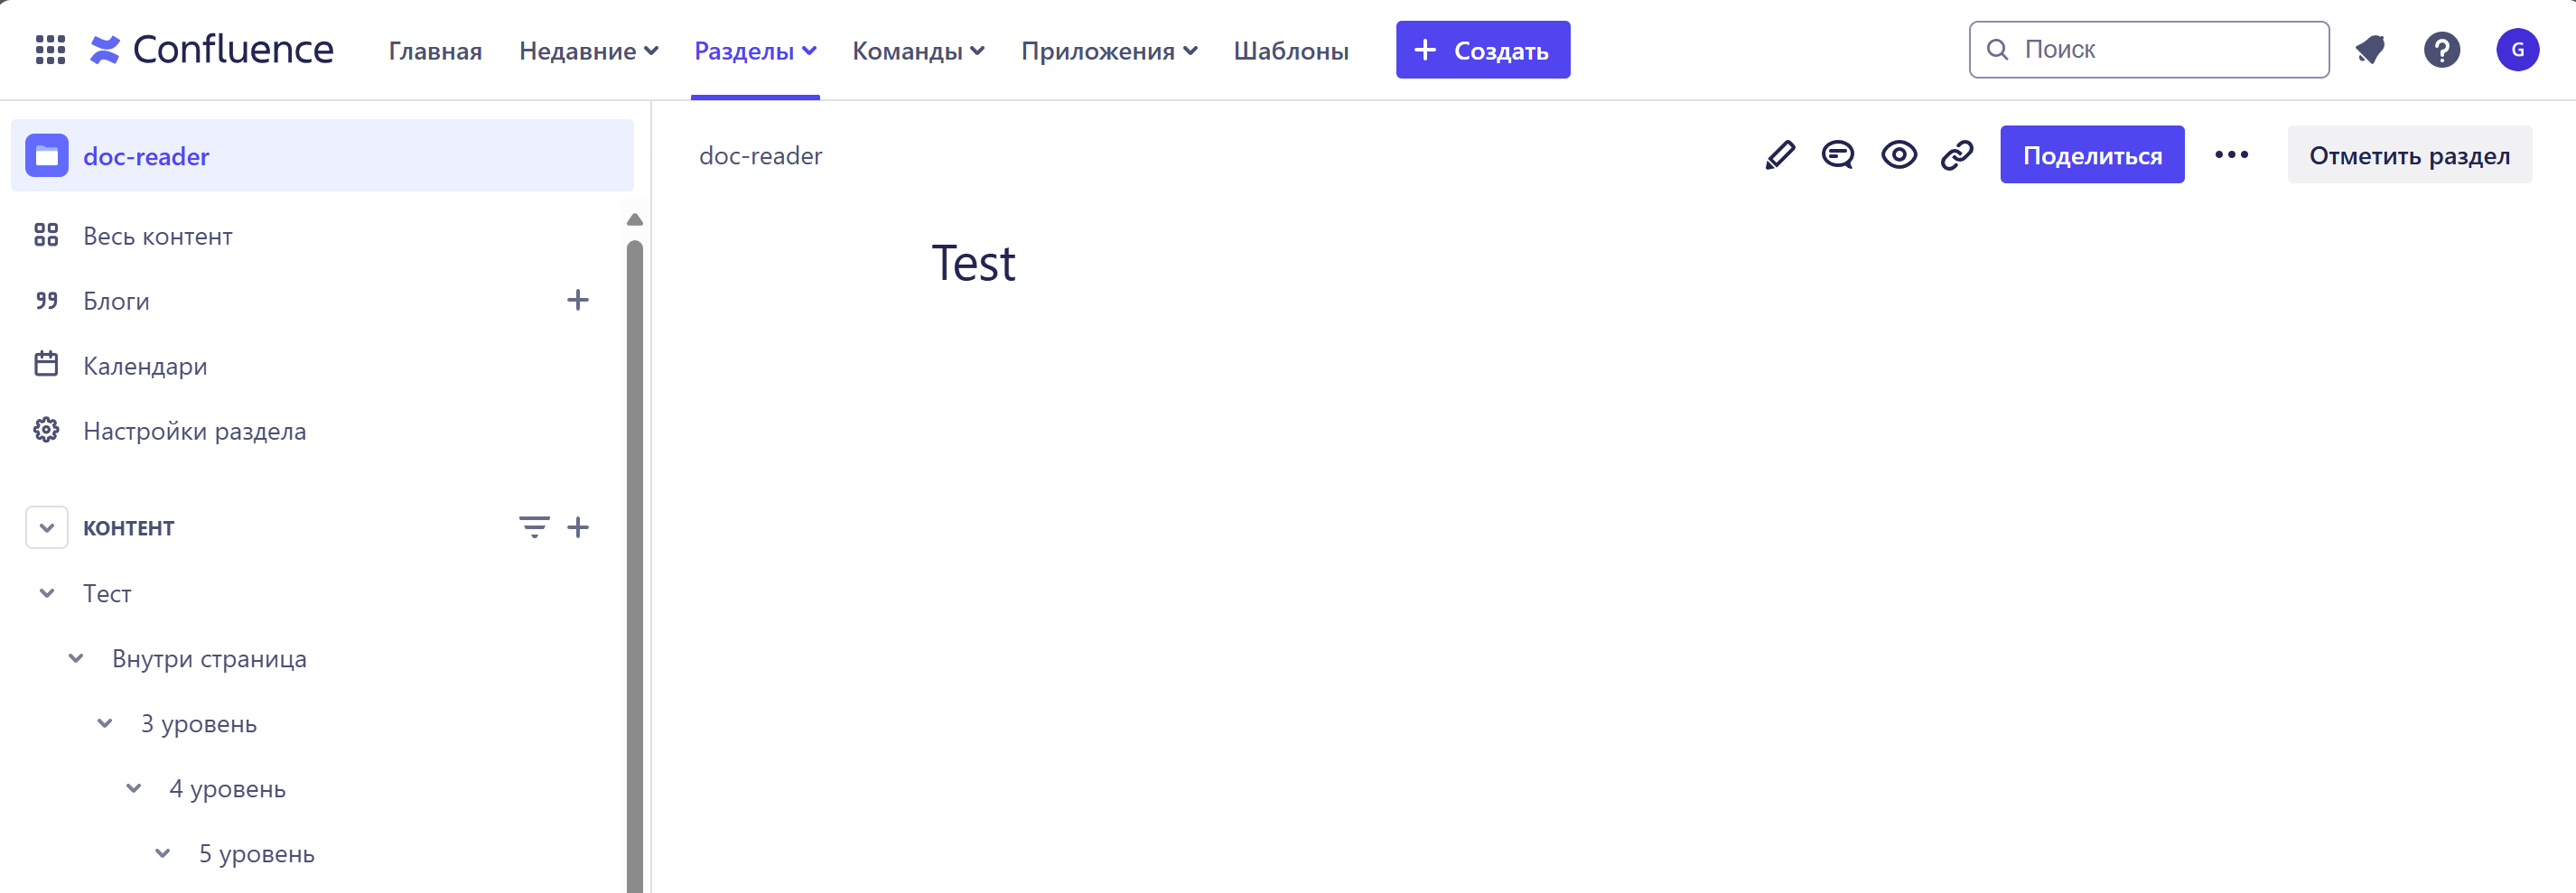 Confluence Главная Недавние Разделы Команды Приложения Шаблоны + Создать Поиск G
doc-reader
doc-reader Поделиться Отметить раздел
Весь контент
Блоги
Календари
Настройки раздела
КОНТЕНТ
Тест
Внутри страница
3 уровень
4 уровень
5 уровень
Test